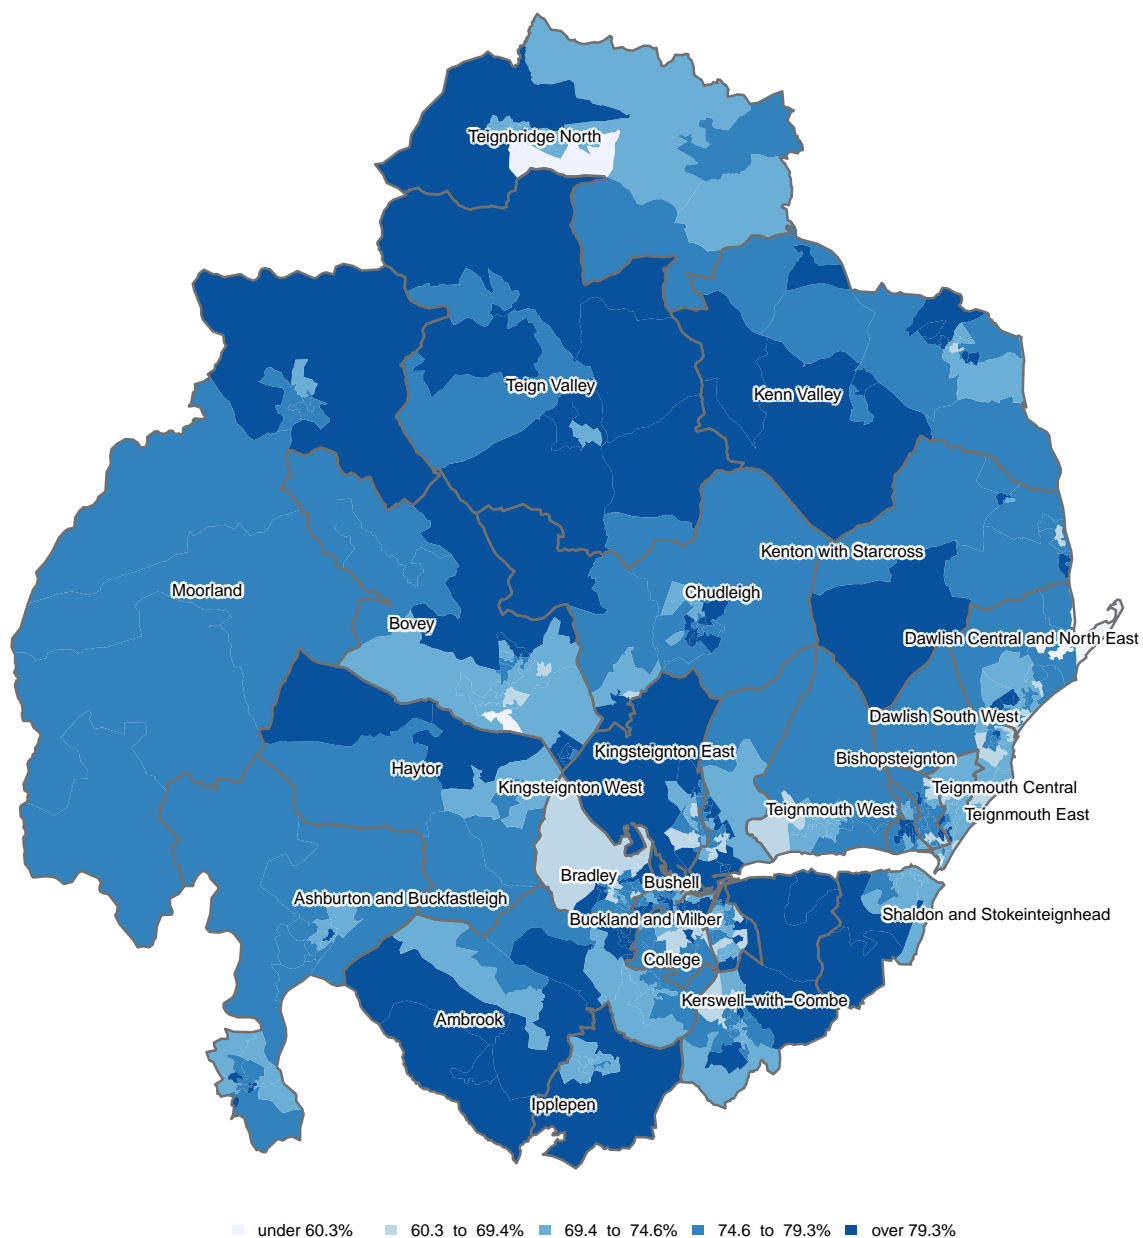 Teignbridge North
Teign Valley
Kenn Valley
Kenton with Starcross
Moorland
Chudleigh
Bovey
Dawlish Central and North East
Dawlish South West
Kingsteignton East
Bishopsteignton
Haytor
Kingsteignton West
Teignmouth Central
Teignmouth West
Teignmouth East
Bradley
Bushell
Ashburton and Buckfastleigh
Shaldon and Stokeinteignhead
Buckland and Milber
College
Kerswell-with-Combe
Ambrook
Ipplepen
under 60.3% 60.3 to 69.4% 69.4 to 74.6% 74.6 to 79.3% over 79.3%